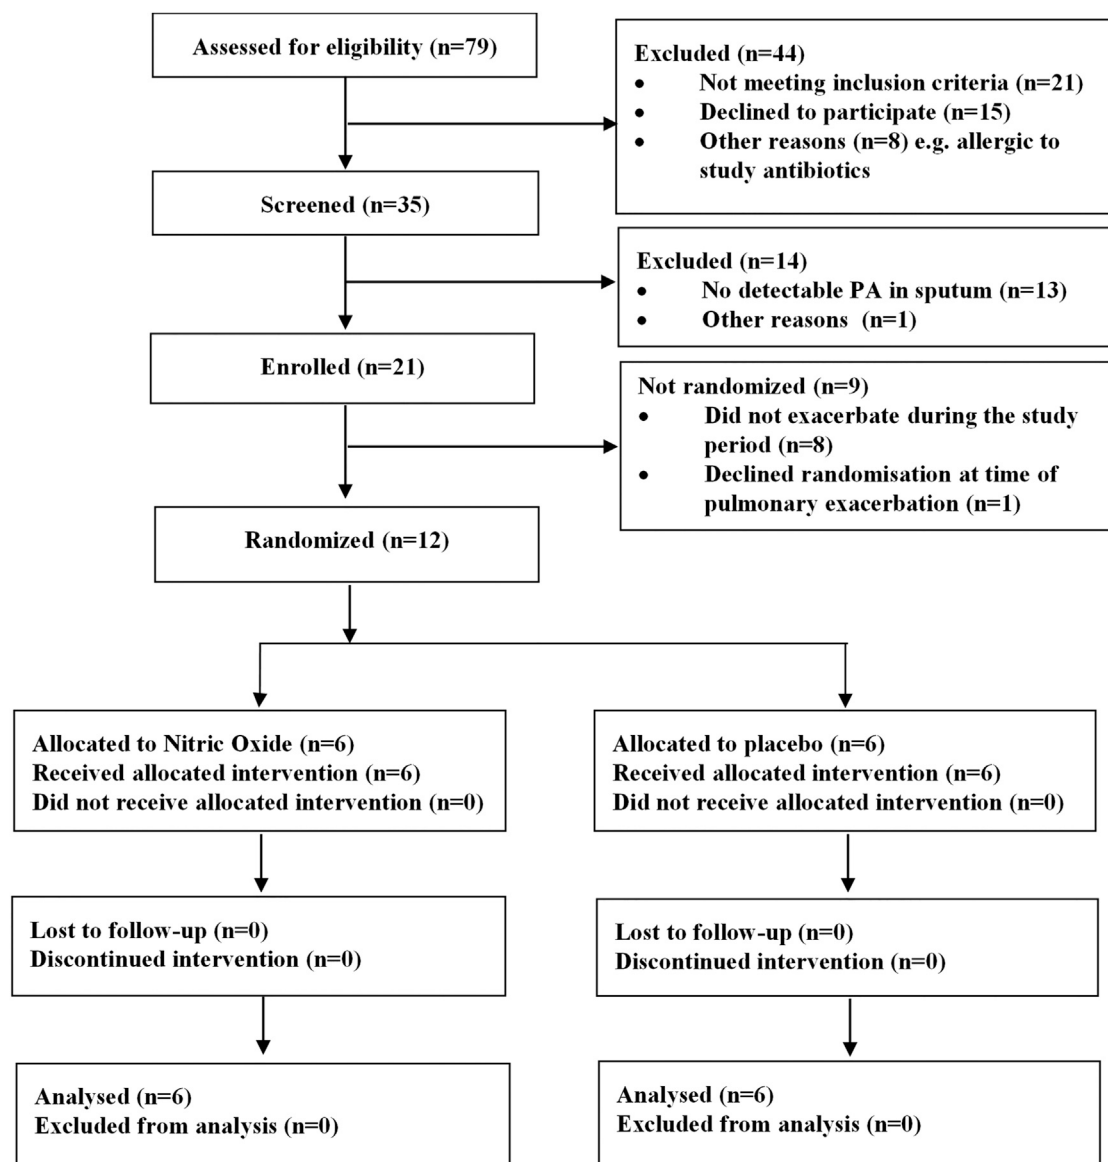 Assessed for eligibility (n=79)
Excluded (n=44)
• Not meeting inclusion criteria (n=21)
• Declined to participate (n=15)
• Other reasons (n=8) e.g. allergic to
study antibiotics
Screened (n=35)
Excluded (n=14)
• No detectable PA in sputum (n=13)
• Other reasons (n=1)
Enrolled (n=21)
Not randomized (n=9)
• Did not exacerbate during the study
period (n=8)
• Declined randomisation at time of
pulmonary exacerbation (n=1)
Randomized (n=12)
Allocated to Nitric Oxide (n=6)
Received allocated intervention (n=6)
Did not receive allocated intervention (n=0)
Allocated to placebo (n=6)
Received allocated intervention (n=6)
Did not receive allocated intervention (n=0)
Lost to follow-up (n=0)
Discontinued intervention (n=0)
Lost to follow-up (n=0)
Discontinued intervention (n=0)
Analysed (n=6)
Excluded from analysis (n=0)
Analysed (n=6)
Excluded from analysis (n=0)